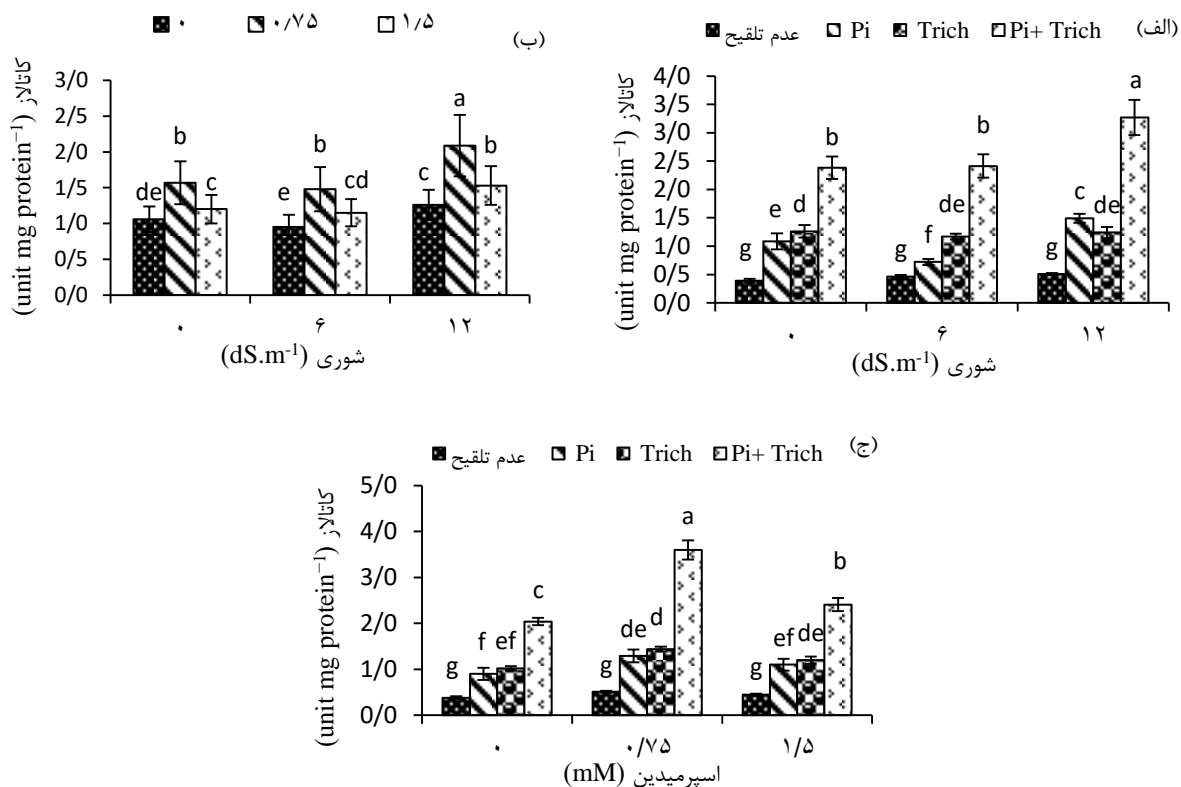 (الف)
عدم تلقیح Pi Trich Pi+ Trich
کاتالاز (unit mg protein⁻¹)
4/0
3/5
3/0
2/5
2/0
1/5
1/0
0/5
0/0
g e d b
g f de b
g c de a
۰ ۶ ۱۲
شوری (dS.m⁻¹)
(ب)
۰ ۰/۷۵ ۱/۵
کاتالاز (unit mg protein⁻¹)
3/0
2/5
2/0
1/5
1/0
0/5
0/0
de b c
e b cd
c a b
۰ ۶ ۱۲
شوری (dS.m⁻¹)
(ج)
عدم تلقیح Pi Trich Pi+ Trich
کاتالاز (unit mg protein⁻¹)
5/0
4/0
3/0
2/0
1/0
0/0
g f ef c
g de d a
g ef de b
۰ ۰/۷۵ ۱/۵
اسپرمیدین (mM)